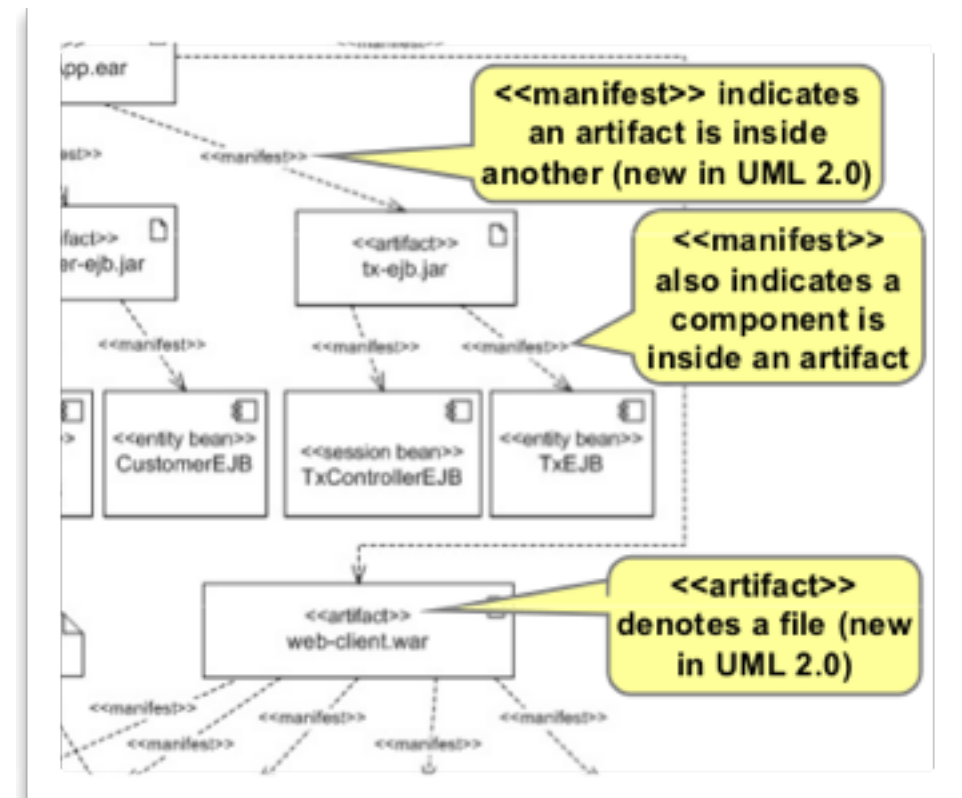 <<manifest>>
App.ear
<<manifest>> indicates
an artifact is inside
another (new in UML 2.0)
<<manifest>>
<<manifest>>
also indicates a
component is
inside an artifact
<<artifact>>
tx-ejb.jar
er-ejb.jar
<<manifest>>
<<manifest>>
<<manifest>>
<<entity bean>>
CustomerEJB
<<session bean>>
TxControllerEJB
<<entity bean>>
TxEJB
<<artifact>>
denotes a file (new
in UML 2.0)
<<artifact>>
web-client.war
<<manifest>>
<<manifest>>
<<manifest>>
<<manifest>>
<<manifest>>